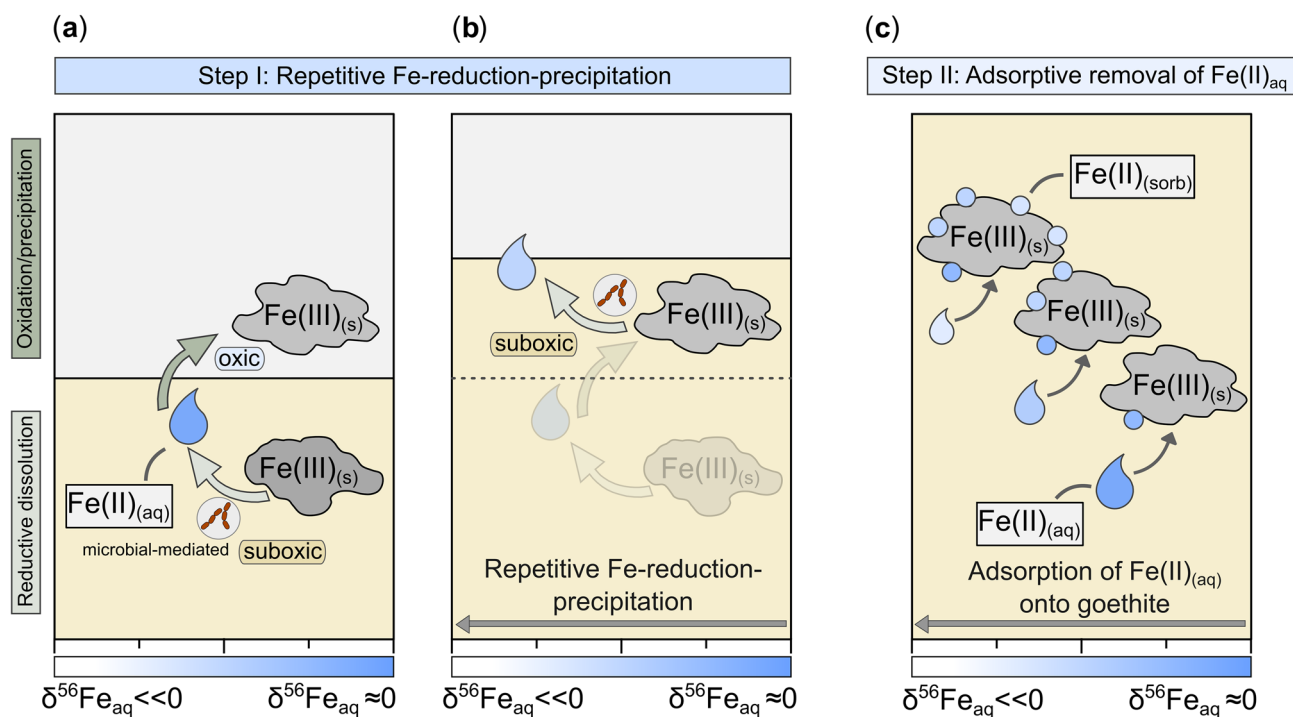 (a)
(b)
(c)
Step I: Repetitive Fe-reduction-precipitation
Step II: Adsorptive removal of Fe(II)aq
Oxidation/precipitation
Reductive dissolution
Fe(III)(s)
oxic
Fe(III)(s)
Fe(II)(aq)
microbial-mediated
suboxic
Fe(III)(s)
suboxic
Fe(III)(s)
Repetitive Fe-reduction-
precipitation
Fe(II)(sorb)
Fe(III)(s)
Fe(III)(s)
Fe(III)(s)
Fe(II)(aq)
Adsorption of Fe(II)(aq)
onto goethite
δ⁵⁶Feaq<<0
δ⁵⁶Feaq≈0
δ⁵⁶Feaq<<0
δ⁵⁶Feaq≈0
δ⁵⁶Feaq<<0
δ⁵⁶Feaq≈0